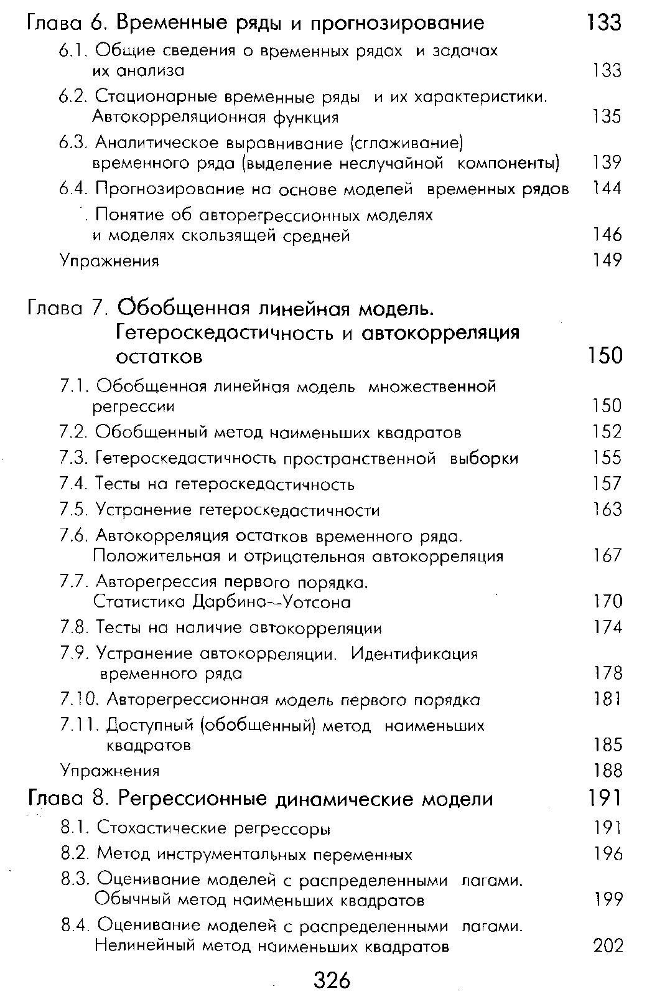 Глава 6. Временные ряды и прогнозирование 133
6.1. Общие сведения о временных рядах и задачах
их анализа 133
6.2. Стационарные временные ряды и их характеристики.
Автокорреляционная функция 135
6.3. Аналитическое выравнивание (сглаживание)
временного ряда (выделение неслучайной компоненты) 139
6.4. Прогнозирование на основе моделей временных рядов 144
. Понятие об авторегрессионных моделях
и моделях скользящей средней 146
Упражнения 149
Глава 7. Обобщенная линейная модель.
Гетероскедастичность и автокорреляция
остатков 150
7.1. Обобщенная линейная модель множественной
регрессии 150
7.2. Обобщенный метод наименьших квадратов 152
7.3. Гетероскедастичность пространственной выборки 155
7.4. Тесты на гетероскедастичность 157
7.5. Устранение гетероскедастичности 163
7.6. Автокорреляция остатков временного ряда.
Положительная и отрицательная автокорреляция 167
7.7. Авторегрессия первого порядка.
Статистика Дарбина—Уотсона 170
7.8. Тесты на наличие автокорреляции 174
7.9. Устранение автокорреляции. Идентификация
временного ряда 178
7.10. Авторегрессионная модель первого порядка 181
7.11. Доступный (обобщенный) метод наименьших
квадратов 185
Упражнения 188
Глава 8. Регрессионные динамические модели 191
8.1. Стохастические регрессоры 191
8.2. Метод инструментальных переменных 196
8.3. Оценивание моделей с распределенными лагами.
Обычный метод наименьших квадратов 199
8.4. Оценивание моделей с распределенными лагами.
Нелинейный метод наименьших квадратов 202
326